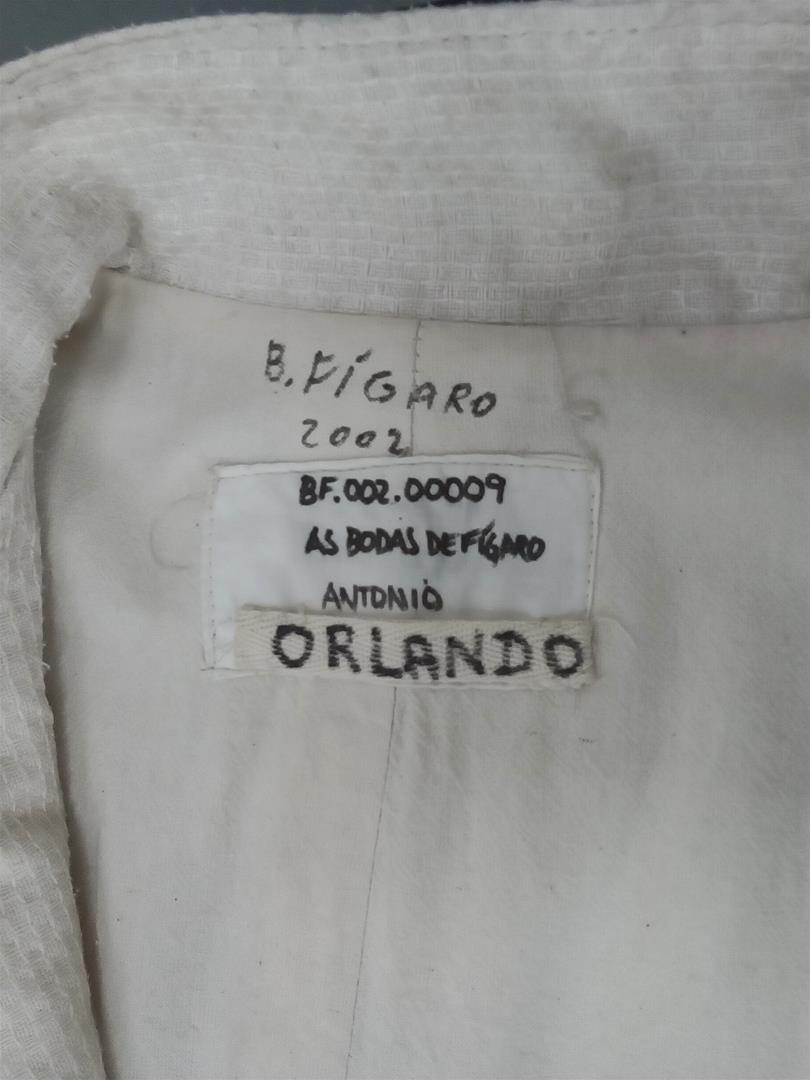 B. FÍGARO
2002
BF.002.00009
AS BODAS DE FÍGARO
ANTONIO
ORLANDO